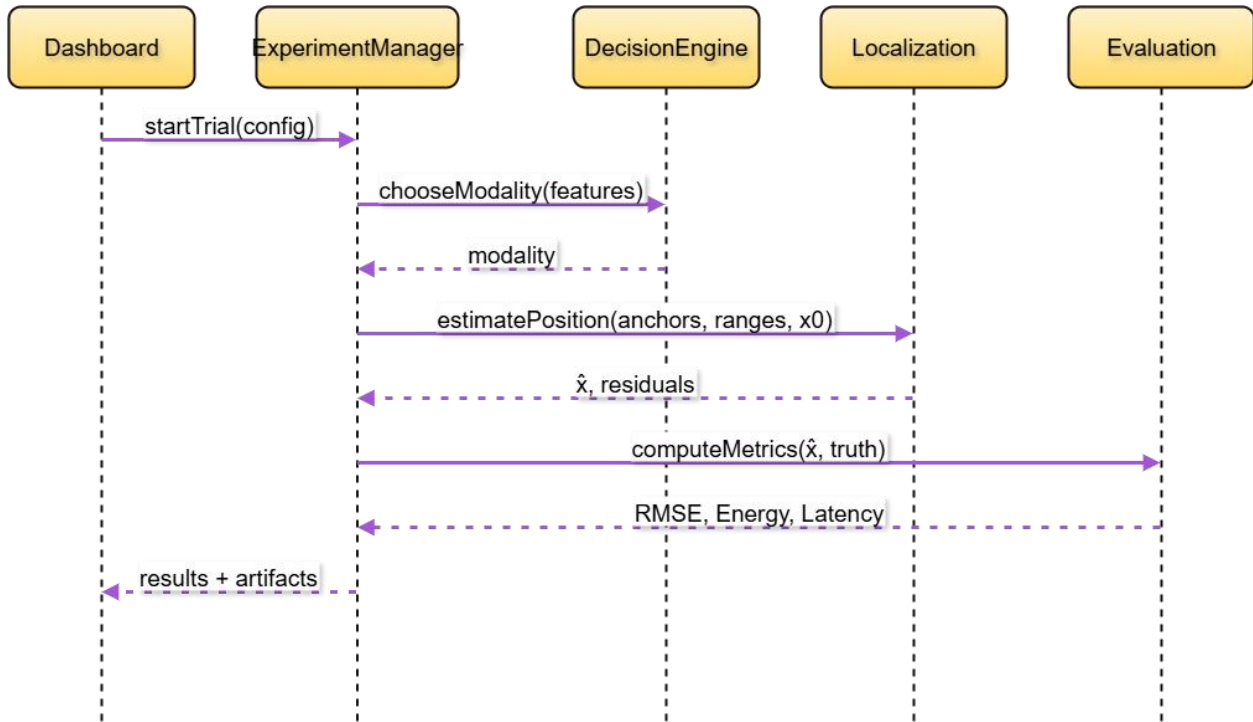 Dashboard
ExperimentManager
DecisionEngine
Localization
Evaluation
startTrial(config)
chooseModality(features)
modality
estimatePosition(anchors, ranges, x0)
x̂, residuals
computeMetrics(x̂, truth)
RMSE, Energy, Latency
results + artifacts